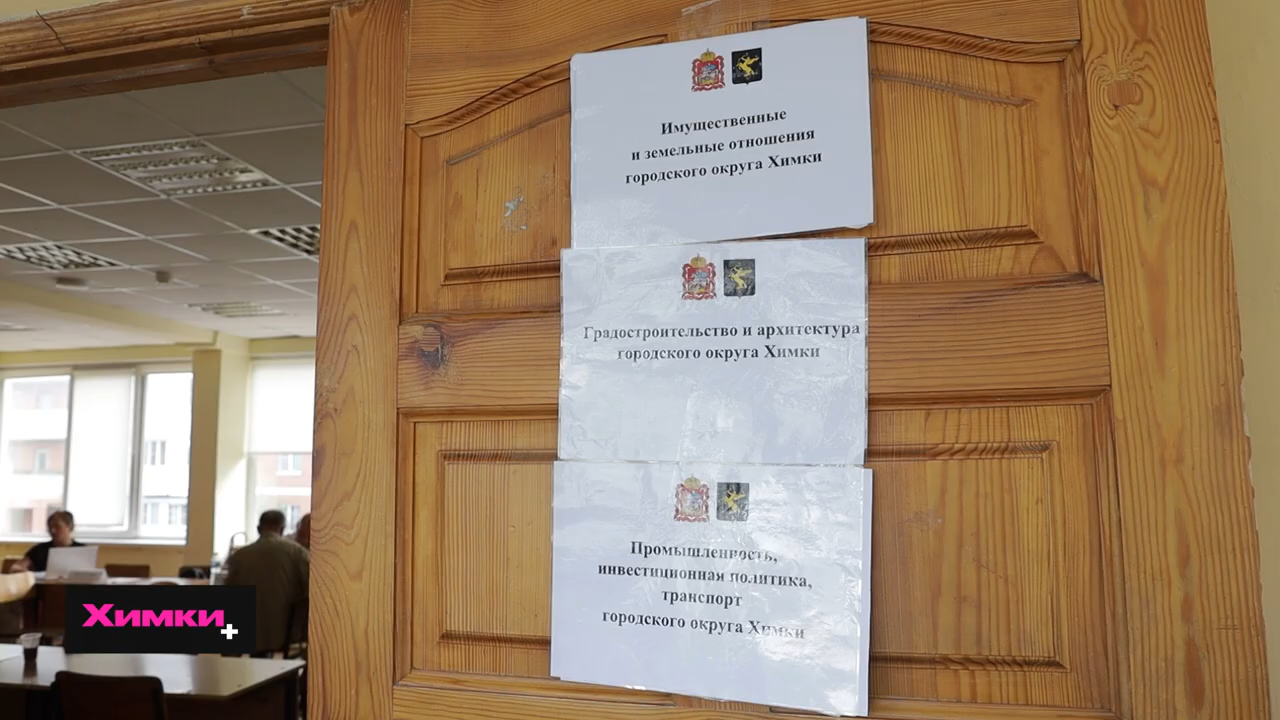 Имущественные
и земельные отношения
городского округа Химки
Градостроительство и архитектура
городского округа Химки
Промышленность,
инвестиционная политика,
транспорт
городского округа Химки
Химки+